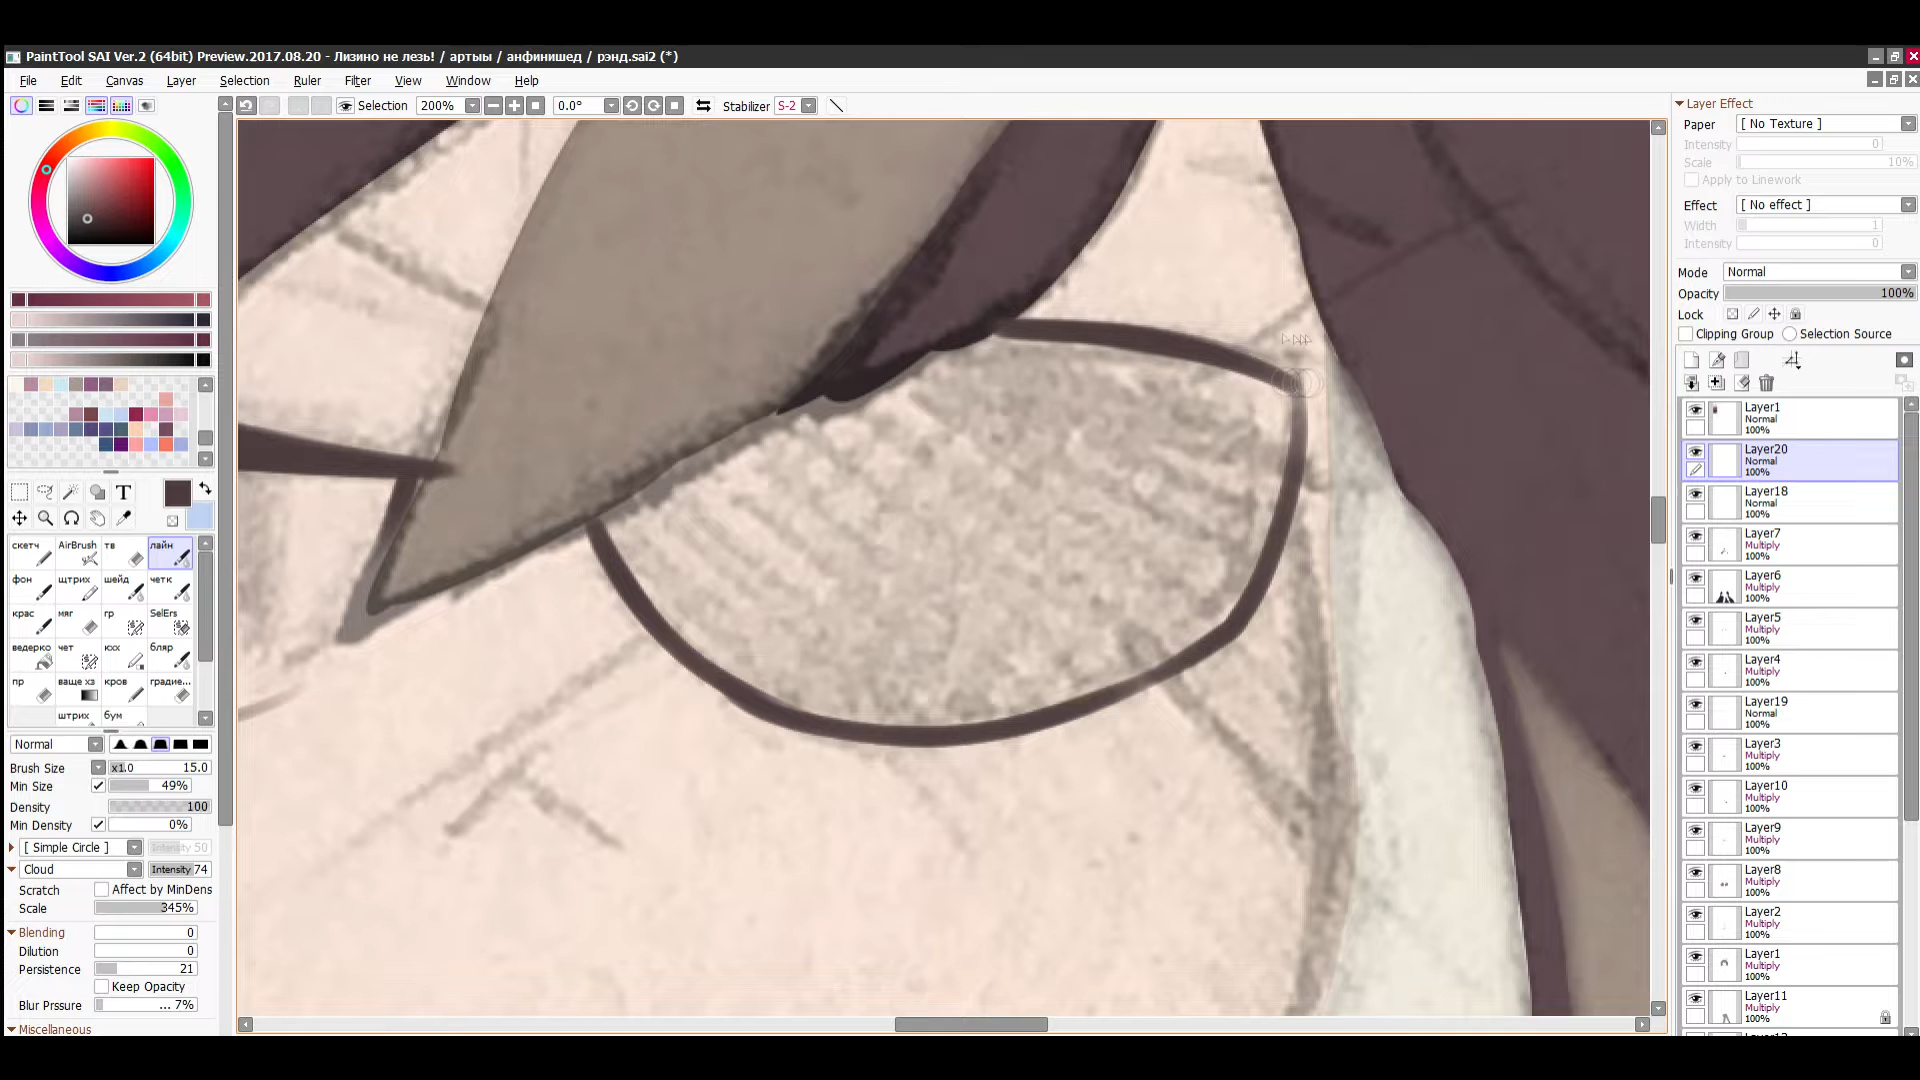 PaintTool SAI Ver.2 (64bit) Preview.2017.08.20 - Лизино не лезь! / артыы / анфинишед / рэнд.sai2 (*)
File Edit Canvas Layer Selection Ruler Filter View Window Help
Selection 200% 0.0° Stabilizer S-2
Layer Effect
Paper [ No Texture ]
Intensity 0
Scale 10%
Apply to Linework
Effect [ No effect ]
Width 1
Intensity 0
Mode Normal
Opacity 100%
Lock
Clipping Group Selection Source
T
скетч AirBrush тв лайн
фон щтрих шейд четк
крас мяг гр SelErs
ведерко чет кхх бляр
пр ваще хз кров градие...
штрих бум
Normal
Brush Size x1.0 15.0
Min Size 49%
Density 100
Min Density 0%
[ Simple Circle ] Intensity 50
Cloud Intensity 74
Scratch Affect by MinDens
Scale 345%
Blending 0
Dilution 0
Persistence 21
Keep Opacity
Blur Prssure ... 7%
Miscellaneous
Layer1
Normal
100%
Layer20
Normal
100%
Layer18
Normal
100%
Layer7
Multiply
100%
Layer6
Multiply
100%
Layer5
Multiply
100%
Layer4
Multiply
100%
Layer19
Normal
100%
Layer3
Multiply
100%
Layer10
Multiply
100%
Layer9
Multiply
100%
Layer8
Multiply
100%
Layer2
Multiply
100%
Layer1
Multiply
100%
Layer11
Multiply
100%